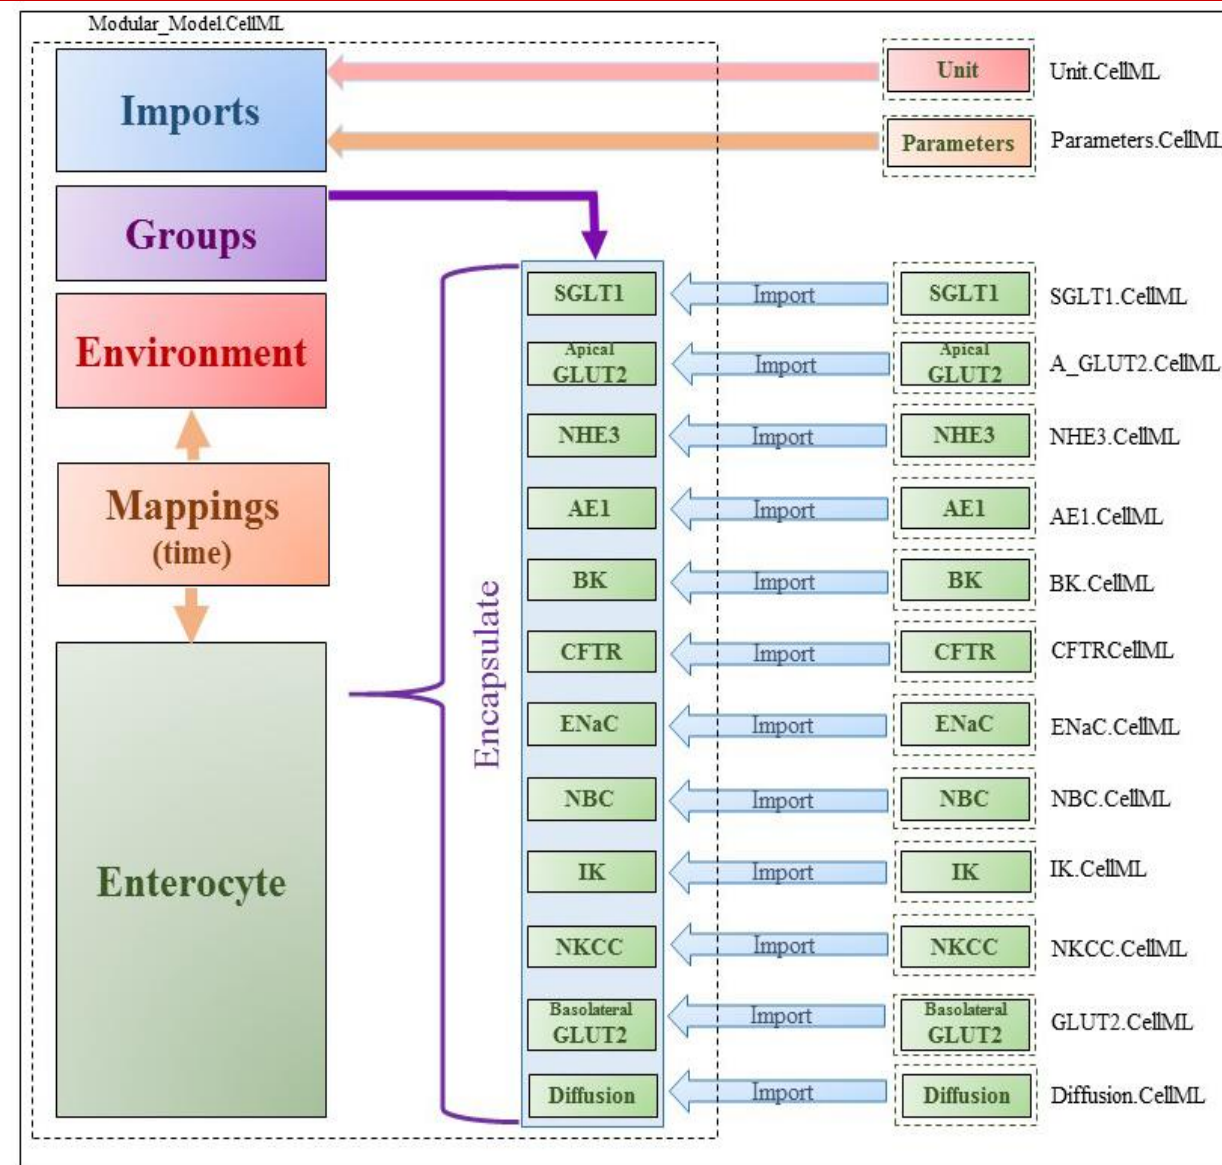 Modular_Model.CellML
Imports
Unit
Unit.CellML
Parameters
Parameters.CellML
Groups
Environment
Mappings
(time)
Enterocyte
Encapsulate
SGLT1
Import
SGLT1
SGLT1.CellML
Apical
GLUT2
Import
Apical
GLUT2
A_GLUT2.CellML
NHE3
Import
NHE3
NHE3.CellML
AE1
Import
AE1
AE1.CellML
BK
Import
BK
BK.CellML
CFTR
Import
CFTR
CFTRCellML
ENaC
Import
ENaC
ENaC.CellML
NBC
Import
NBC
NBC.CellML
IK
Import
IK
IK.CellML
NKCC
Import
NKCC
NKCC.CellML
Basolateral
GLUT2
Import
Basolateral
GLUT2
GLUT2.CellML
Diffusion
Import
Diffusion
Diffusion.CellML